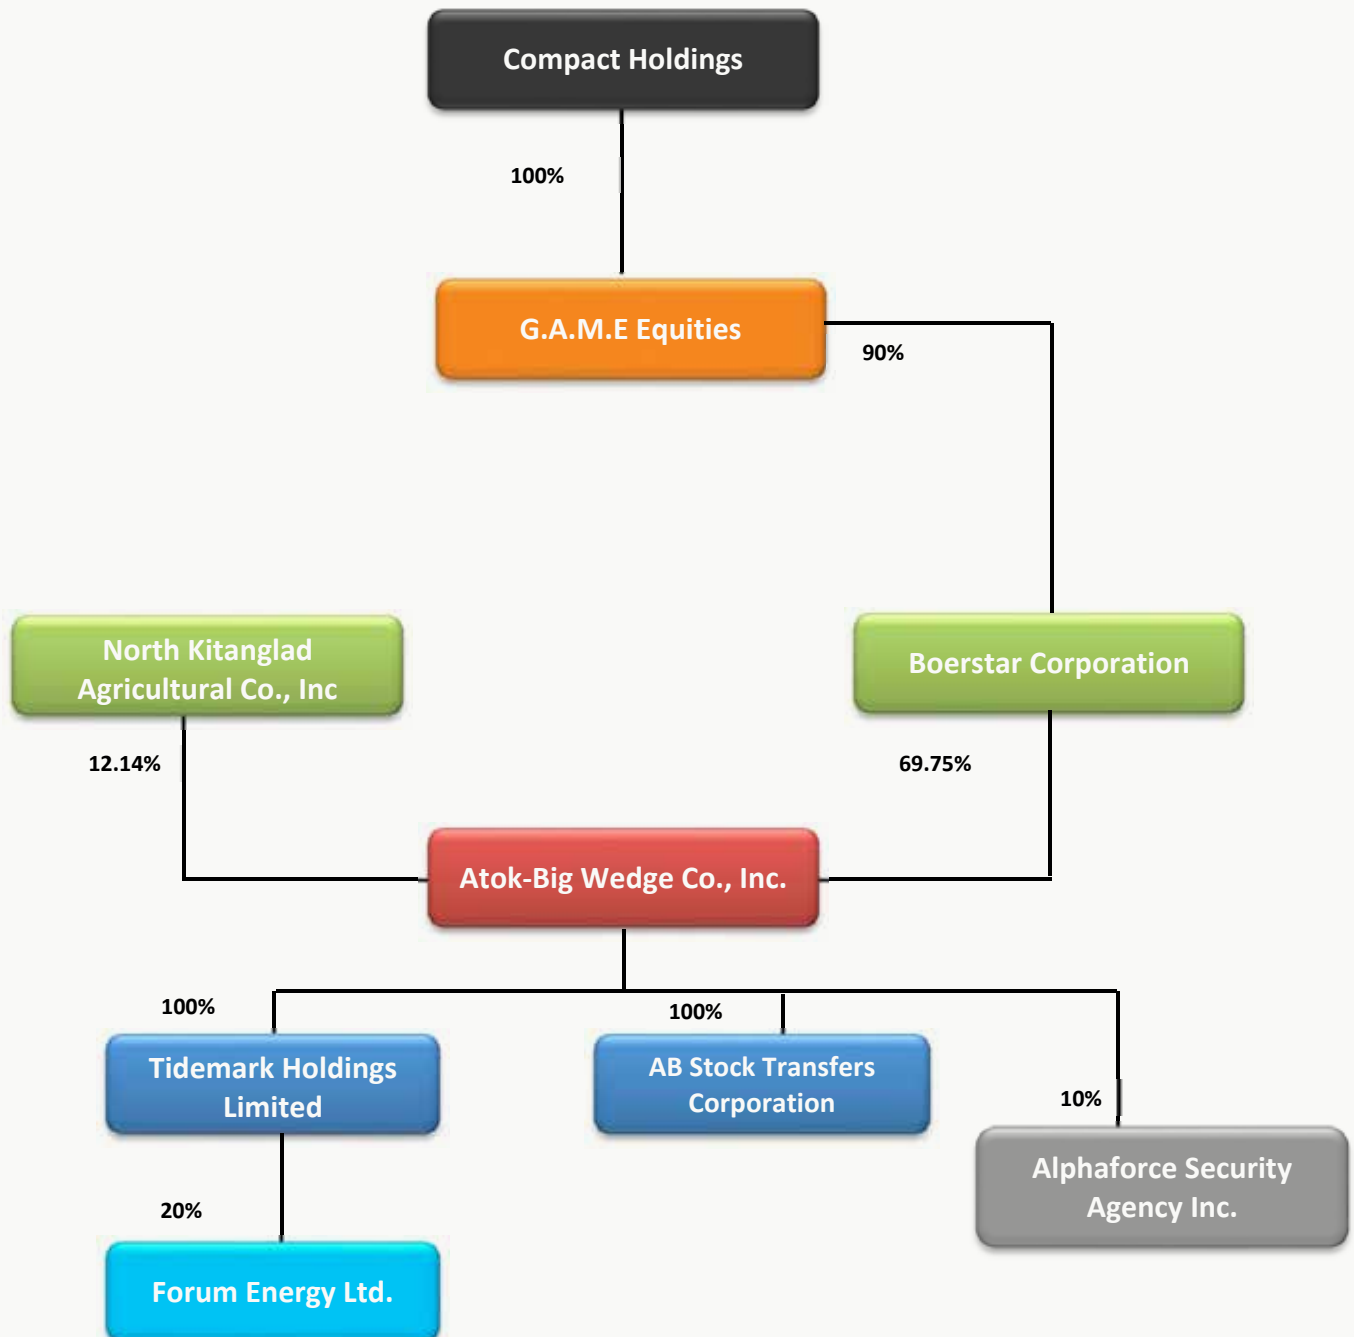 Compact Holdings
100%
G.A.M.E Equities
90%
North Kitanglad
Agricultural Co., Inc
Boerstar Corporation
12.14%
69.75%
Atok-Big Wedge Co., Inc.
100%
100%
Tidemark Holdings
Limited
AB Stock Transfers
Corporation
10%
Alphaforce Security
Agency Inc.
20%
Forum Energy Ltd.